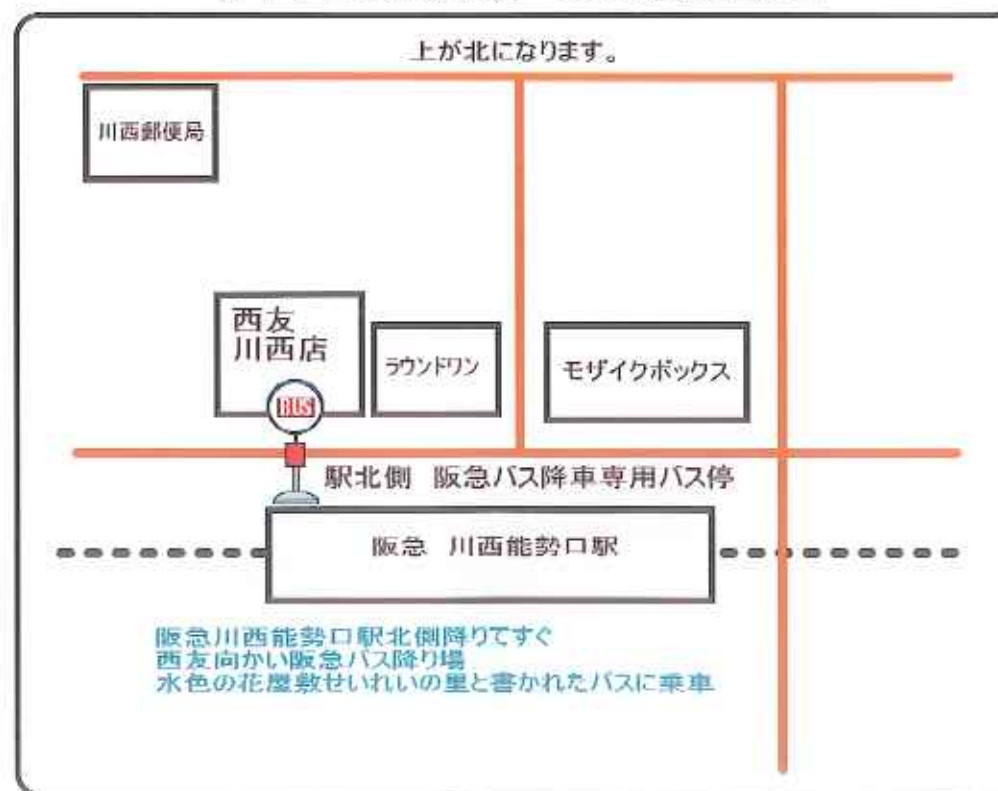 上が北になります。
川西郵便局
西友
川西店
ラウンドワン
モザイクボックス
BUS
駅北側 阪急バス降車専用バス停
阪急 川西能勢口駅
阪急川西能勢口駅北側降りてすぐ
西友向かい阪急バス降り場
水色の花屋敷せいれいの里と書かれたバスに乗車